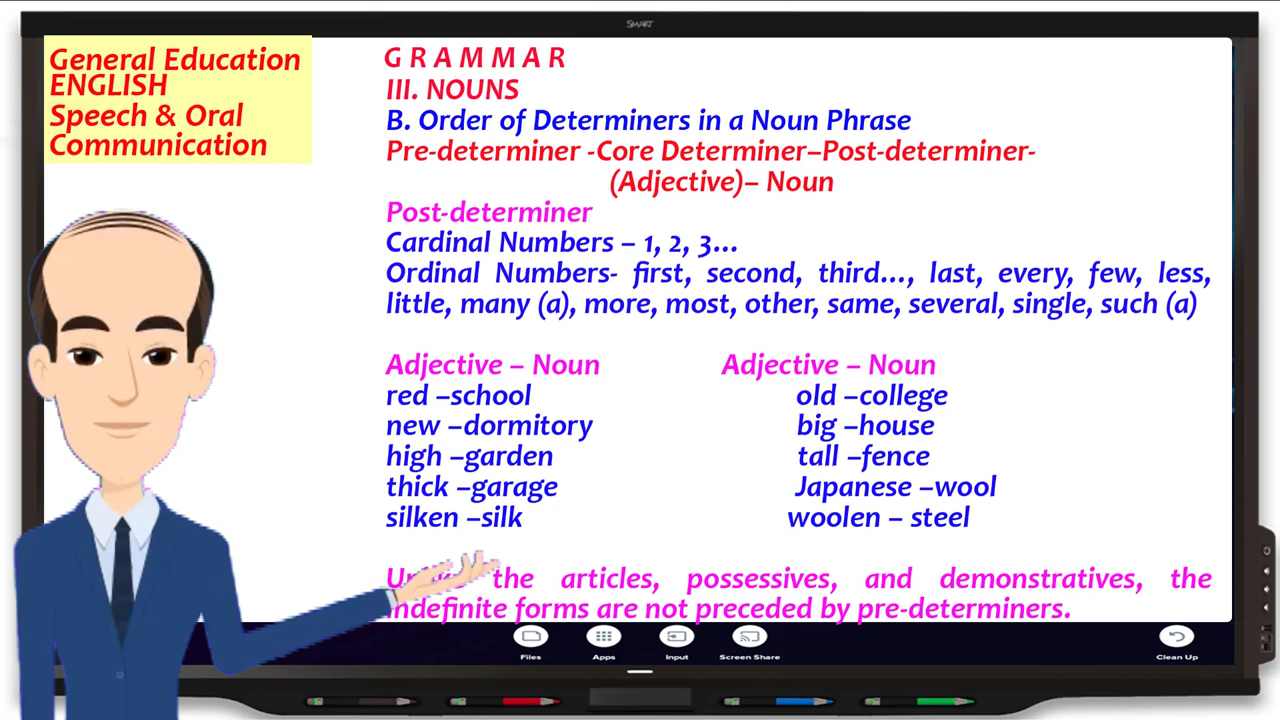 SMART
General Education
ENGLISH
Speech & Oral
Communication
G R A M M A R
III. NOUNS
B. Order of Determiners in a Noun Phrase
Pre-determiner -Core Determiner–Post-determiner-
(Adjective)– Noun
Post-determiner
Cardinal Numbers – 1, 2, 3...
Ordinal Numbers- first, second, third..., last, every, few, less,
little, many (a), more, most, other, same, several, single, such (a)
Adjective – Noun Adjective – Noun
red –school old –college
new –dormitory big –house
high –garden tall –fence
thick –garage Japanese –wool
silken –silk woolen – steel
the articles, possessives, and demonstratives, the
indefinite forms are not preceded by pre-determiners.
Files Apps Input Screen Share Clean Up